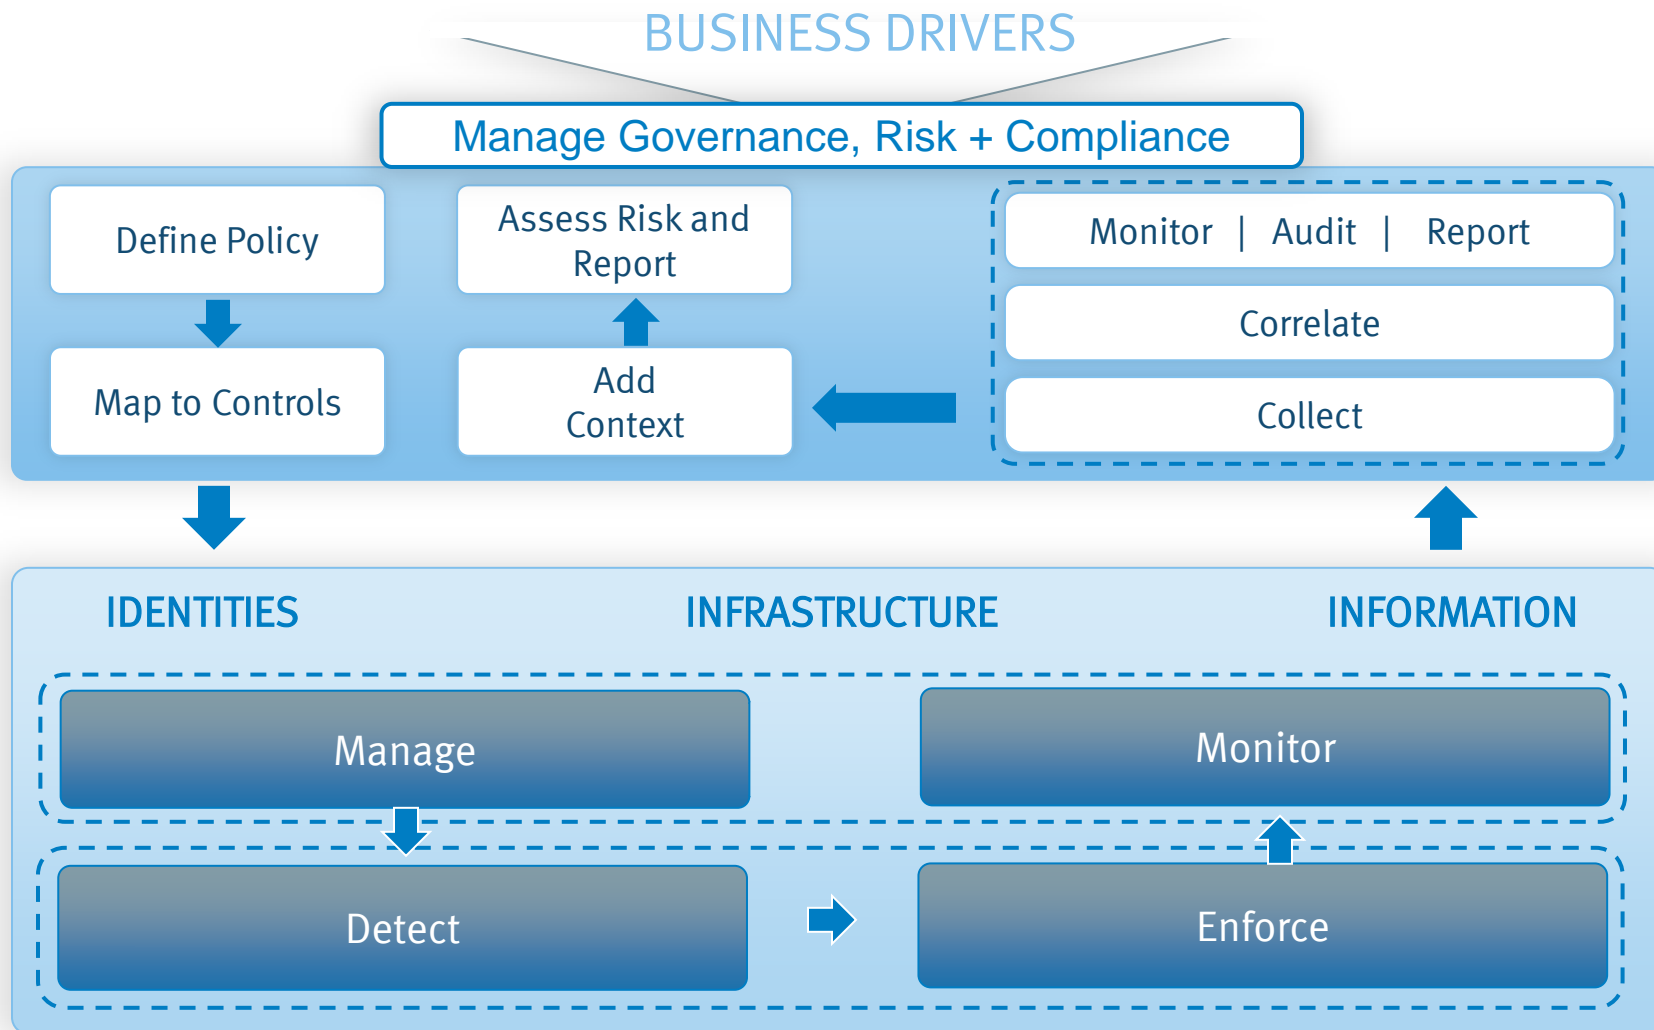 BUSINESS DRIVERS
Manage Governance, Risk + Compliance
Define Policy
Map to Controls
Assess Risk and
Report
Add
Context
Monitor | Audit | Report
Correlate
Collect
IDENTITIES
INFRASTRUCTURE
INFORMATION
Manage
Monitor
Detect
Enforce